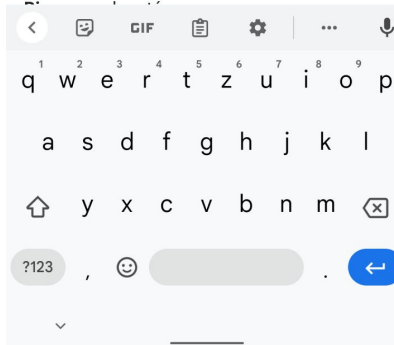 GIF
1 2 3 4 5 6 7 8 9
q w e r t z u i o p
a s d f g h j k l
y x c v b n m
?123 , .